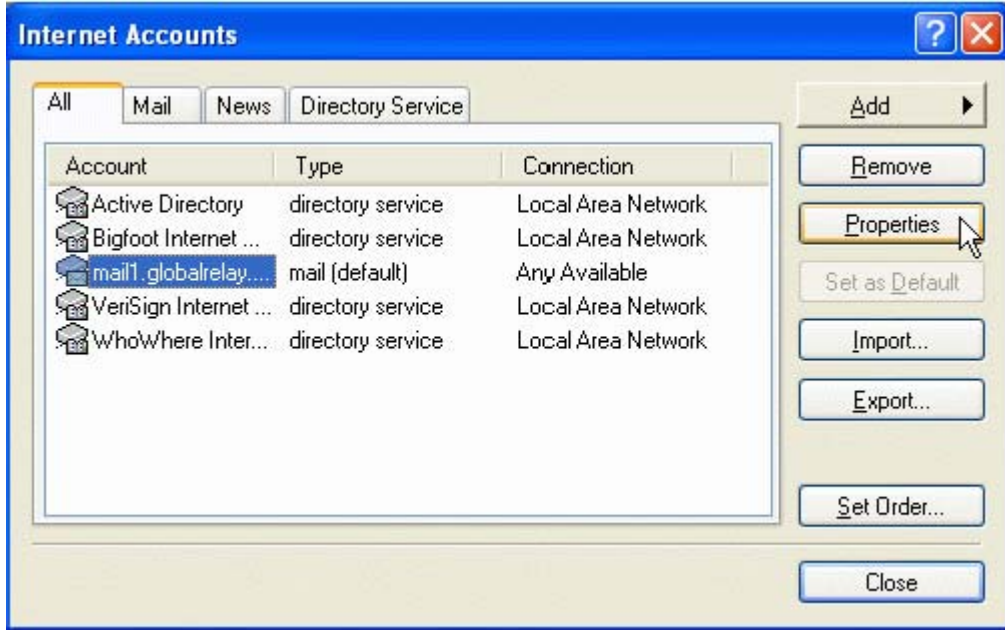 Internet Accounts
All Mail News Directory Service
Account Type Connection
Active Directory directory service Local Area Network
Bigfoot Internet ... directory service Local Area Network
mail1.globalrelay.... mail (default) Any Available
VeriSign Internet ... directory service Local Area Network
WhoWhere Inter... directory service Local Area Network
Add
Remove
Properties
Set as Default
Import...
Export...
Set Order...
Close